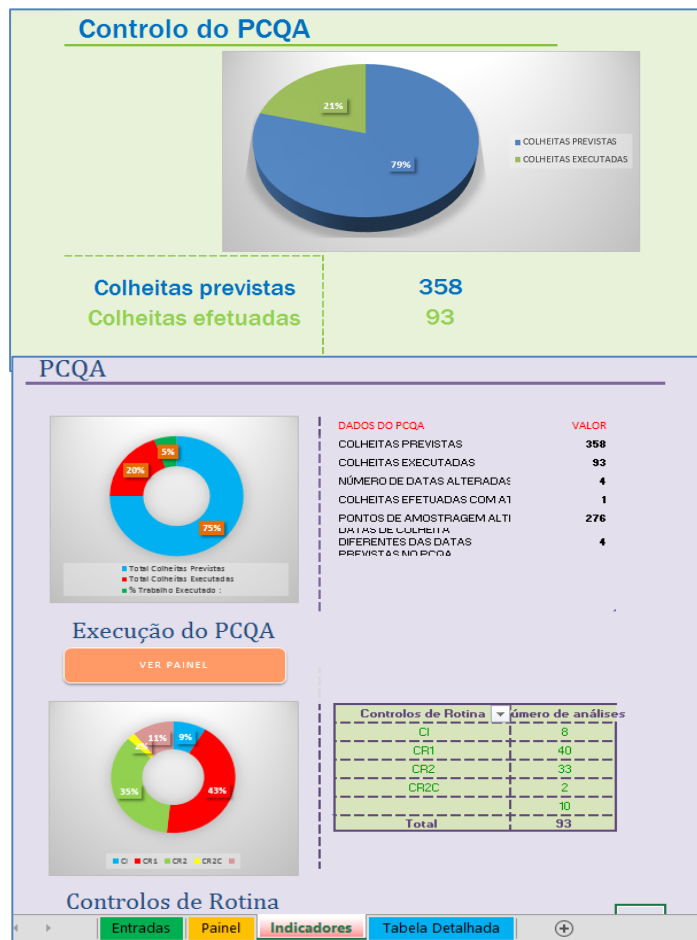 Controlo do PCQA
21%
79%
COLHEITAS PREVISTAS
COLHEITAS EXECUTADAS
Colheitas previstas 358
Colheitas efetuadas 93
PCQA
5%
20%
75%
Total Colheitas Previstas
Total Colheitas Executadas
% Trabalho Executado :
DADOS DO PCQA VALOR
COLHEITAS PREVISTAS 358
COLHEITAS EXECUTADAS 93
NÚMERO DE DATAS ALTERADAS 4
COLHEITAS EFETUADAS COM AT 1
PONTOS DE AMOSTRAGEM ALTI 276
DATAS DE COLHEITA
DIFERENTES DAS DATAS 4
PREVISTAS NO PCQA
Execução do PCQA
VER PAINEL
11% 9%
35% 43%
CI CR1 CR2 CR2C
Controlos de Rotina úmero de análises
CI 8
CR1 40
CR2 33
CR2C 2
10
Total 93
Controlos de Rotina
Entradas Painel Indicadores Tabela Detalhada